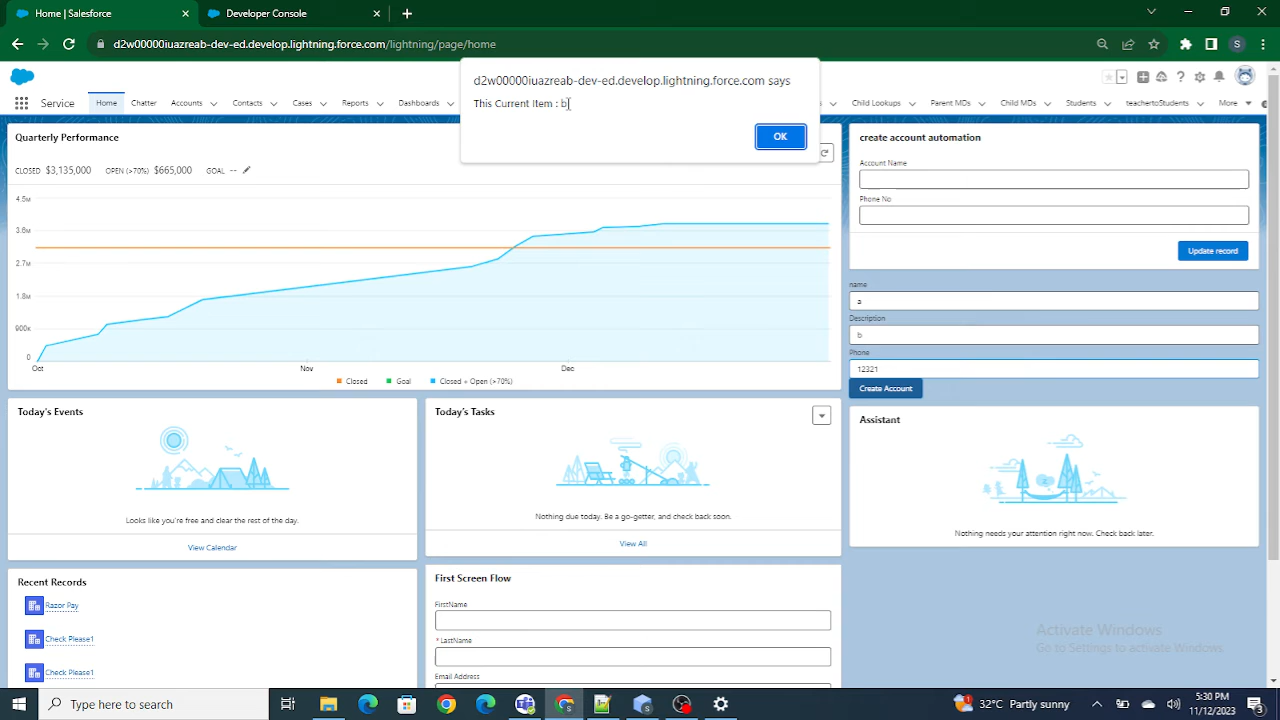 Home | Salesforce
Developer Console
d2w00000iuazreab-dev-ed.develop.lightning.force.com/lightning/page/home
S
d2w00000iuazreab-dev-ed.develop.lightning.force.com says
This Current Item : b
OK
Service
Home
Chatter
Accounts
Contacts
Cases
Reports
Dashboards
Child Lookups
Parent MDs
Child MDs
Students
teachertoStudents
More
Quarterly Performance
CLOSED $3,135,000 OPEN (>70%) $665,000 GOAL --
4.5M
3.6M
2.7M
1.8M
900K
0
Oct
Nov
Dec
Closed
Goal
Closed + Open (>70%)
create account automation
Account Name
Phone No
Update record
name
a
Description
b
Phone
12321
Create Account
Today's Events
Looks like you're free and clear the rest of the day.
View Calendar
Today's Tasks
Nothing due today. Be a go-getter, and check back soon.
View All
Assistant
Nothing needs your attention right now. Check back later.
Recent Records
Razor Pay
Check Please1
Check Please1
First Screen Flow
FirstName
* LastName
Email Address
Activate Windows
Go to Settings to activate Windows.
Type here to search
32°C Partly sunny
5:30 PM
11/12/2023